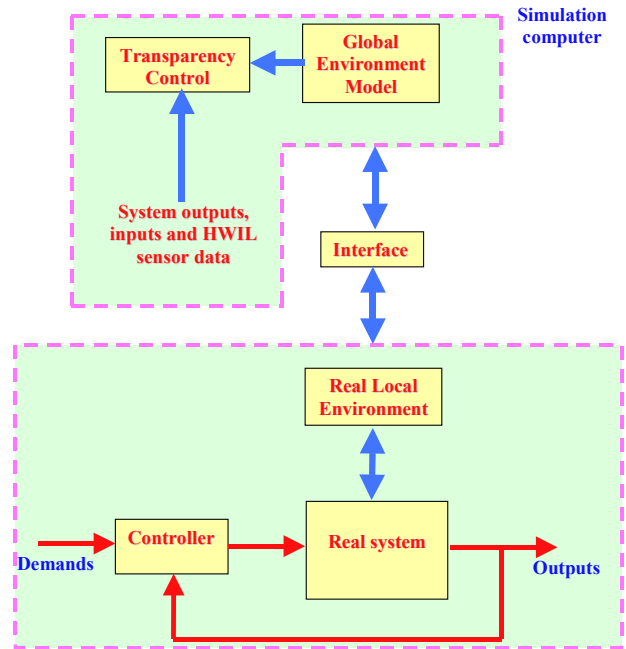 Simulation
computer
Transparency
Control
Global
Environment
Model
System outputs,
inputs and HWIL
sensor data
Interface
Real Local
Environment
Controller
Real system
Demands
Outputs